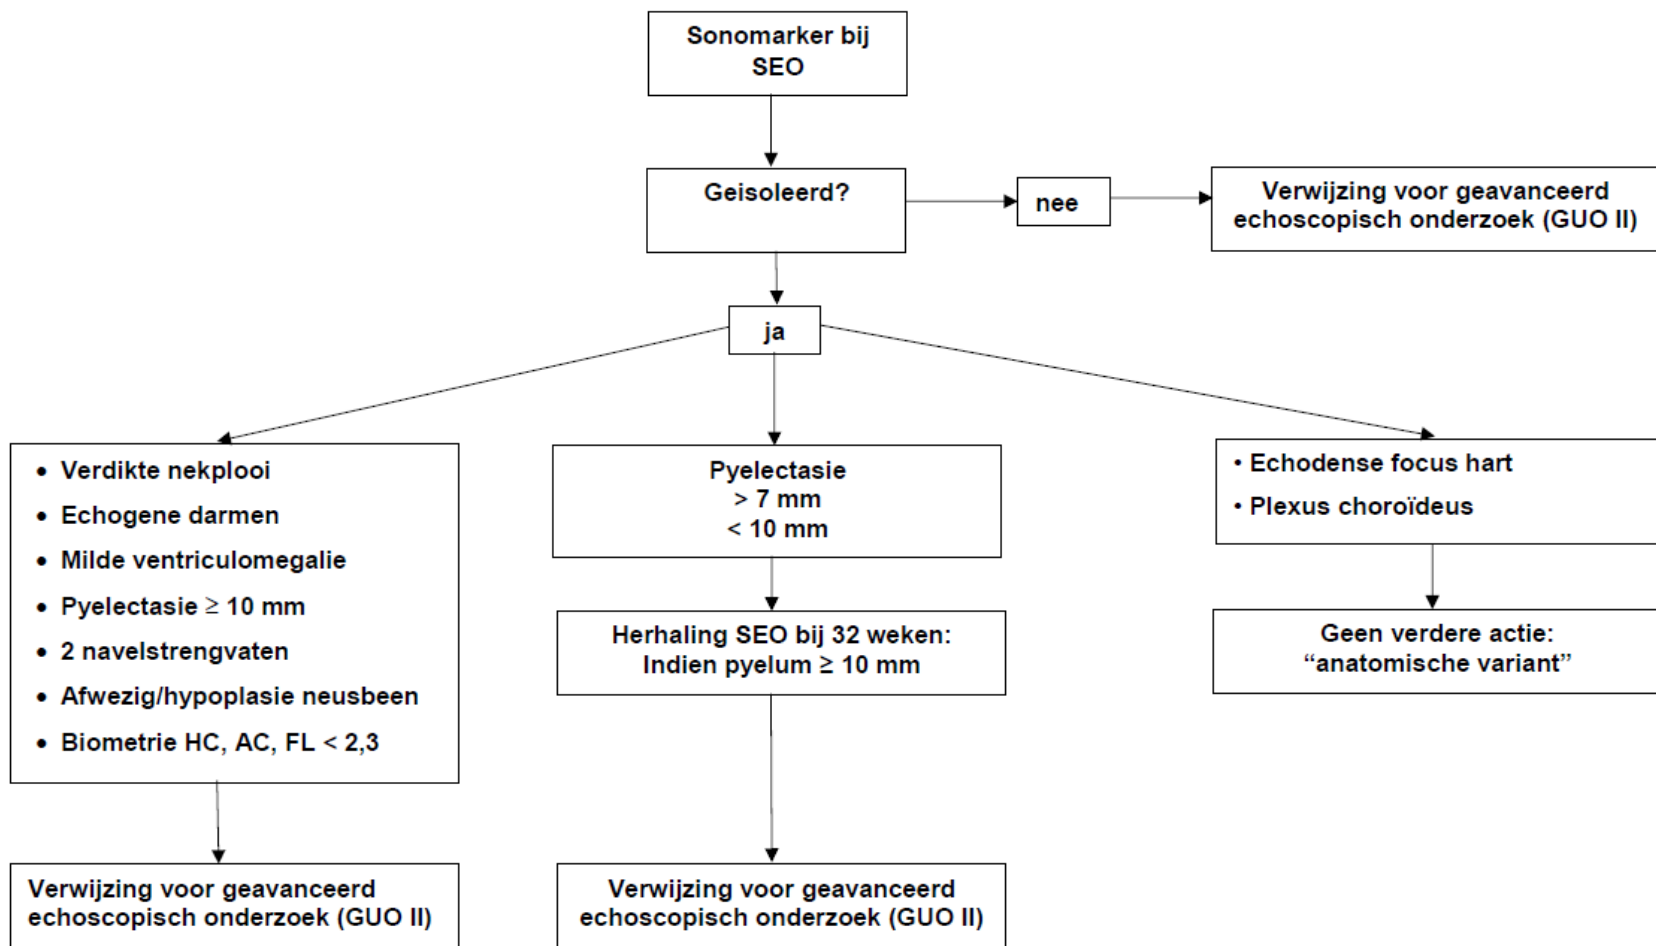 Sonomarker bij
SEO
Geisoleerd?
nee
Verwijzing voor geavanceerd
echoscopisch onderzoek (GUO II)
ja
• Verdikte nekplooi
• Echogene darmen
• Milde ventriculomegalie
• Pyelectasie ≥ 10 mm
• 2 navelstrengvaten
• Afwezig/hypoplasie neusbeen
• Biometrie HC, AC, FL < 2,3
Verwijzing voor geavanceerd
echoscopisch onderzoek (GUO II)
Pyelectasie
> 7 mm
< 10 mm
Herhaling SEO bij 32 weken:
Indien pyelum ≥ 10 mm
Verwijzing voor geavanceerd
echoscopisch onderzoek (GUO II)
• Echodense focus hart
• Plexus choroïdeus
Geen verdere actie:
“anatomische variant”